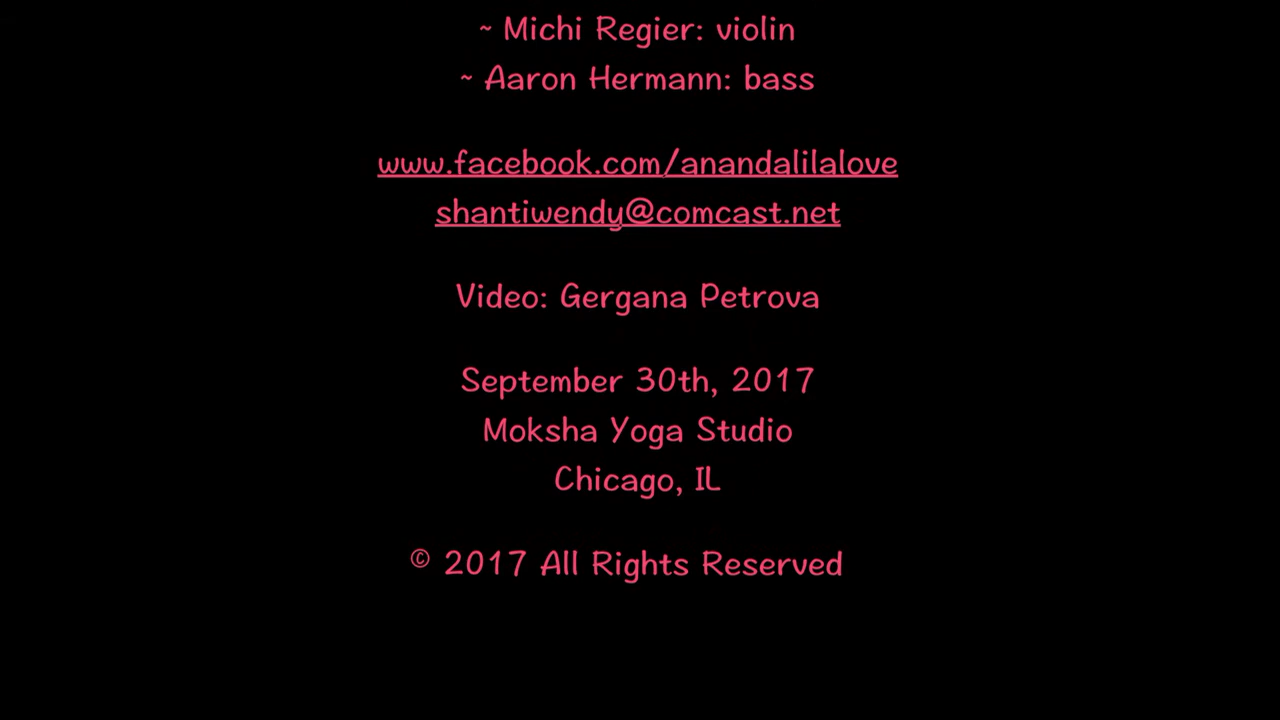 ~ Michi Regier: violin
~ Aaron Hermann: bass
www.facebook.com/anandalilalove
shantiwendy@comcast.net
Video: Gergana Petrova
September 30th, 2017
Moksha Yoga Studio
Chicago, IL
© 2017 All Rights Reserved